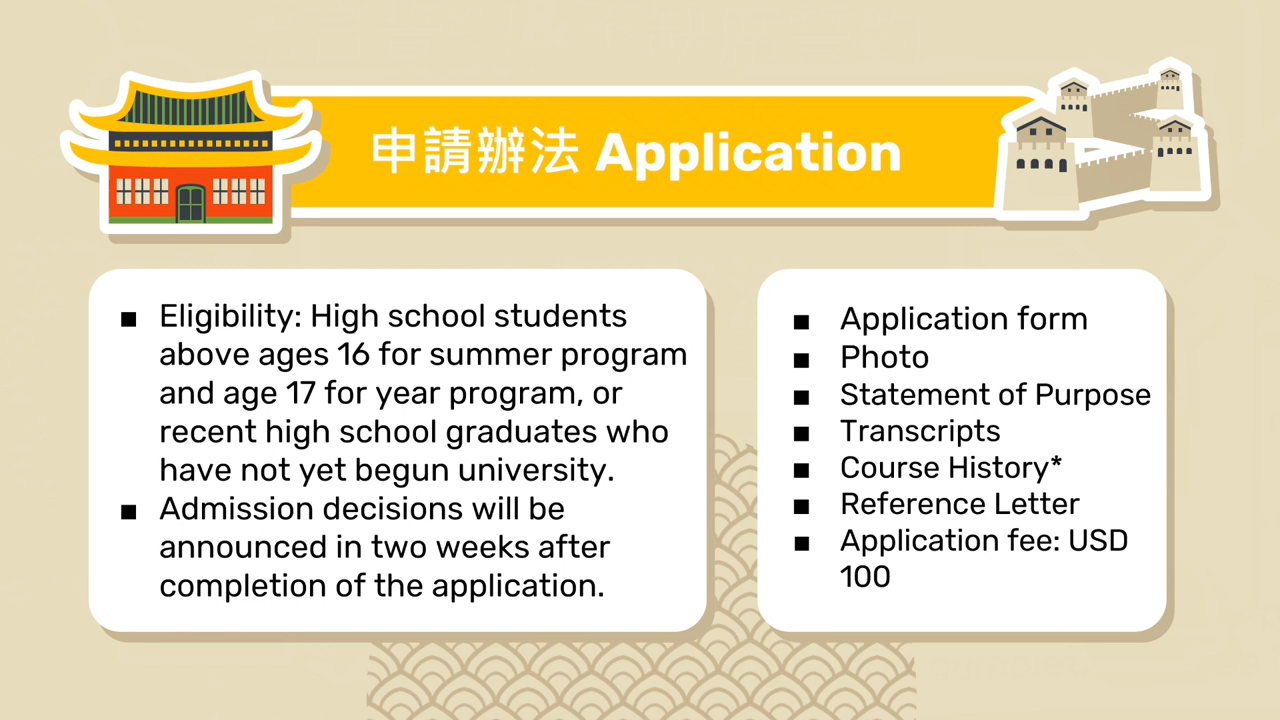 申請辦法 Application
■ Eligibility: High school students
above ages 16 for summer program
and age 17 for year program, or
recent high school graduates who
have not yet begun university.
■ Admission decisions will be
announced in two weeks after
completion of the application.
■ Application form
■ Photo
■ Statement of Purpose
■ Transcripts
■ Course History*
■ Reference Letter
■ Application fee: USD
100